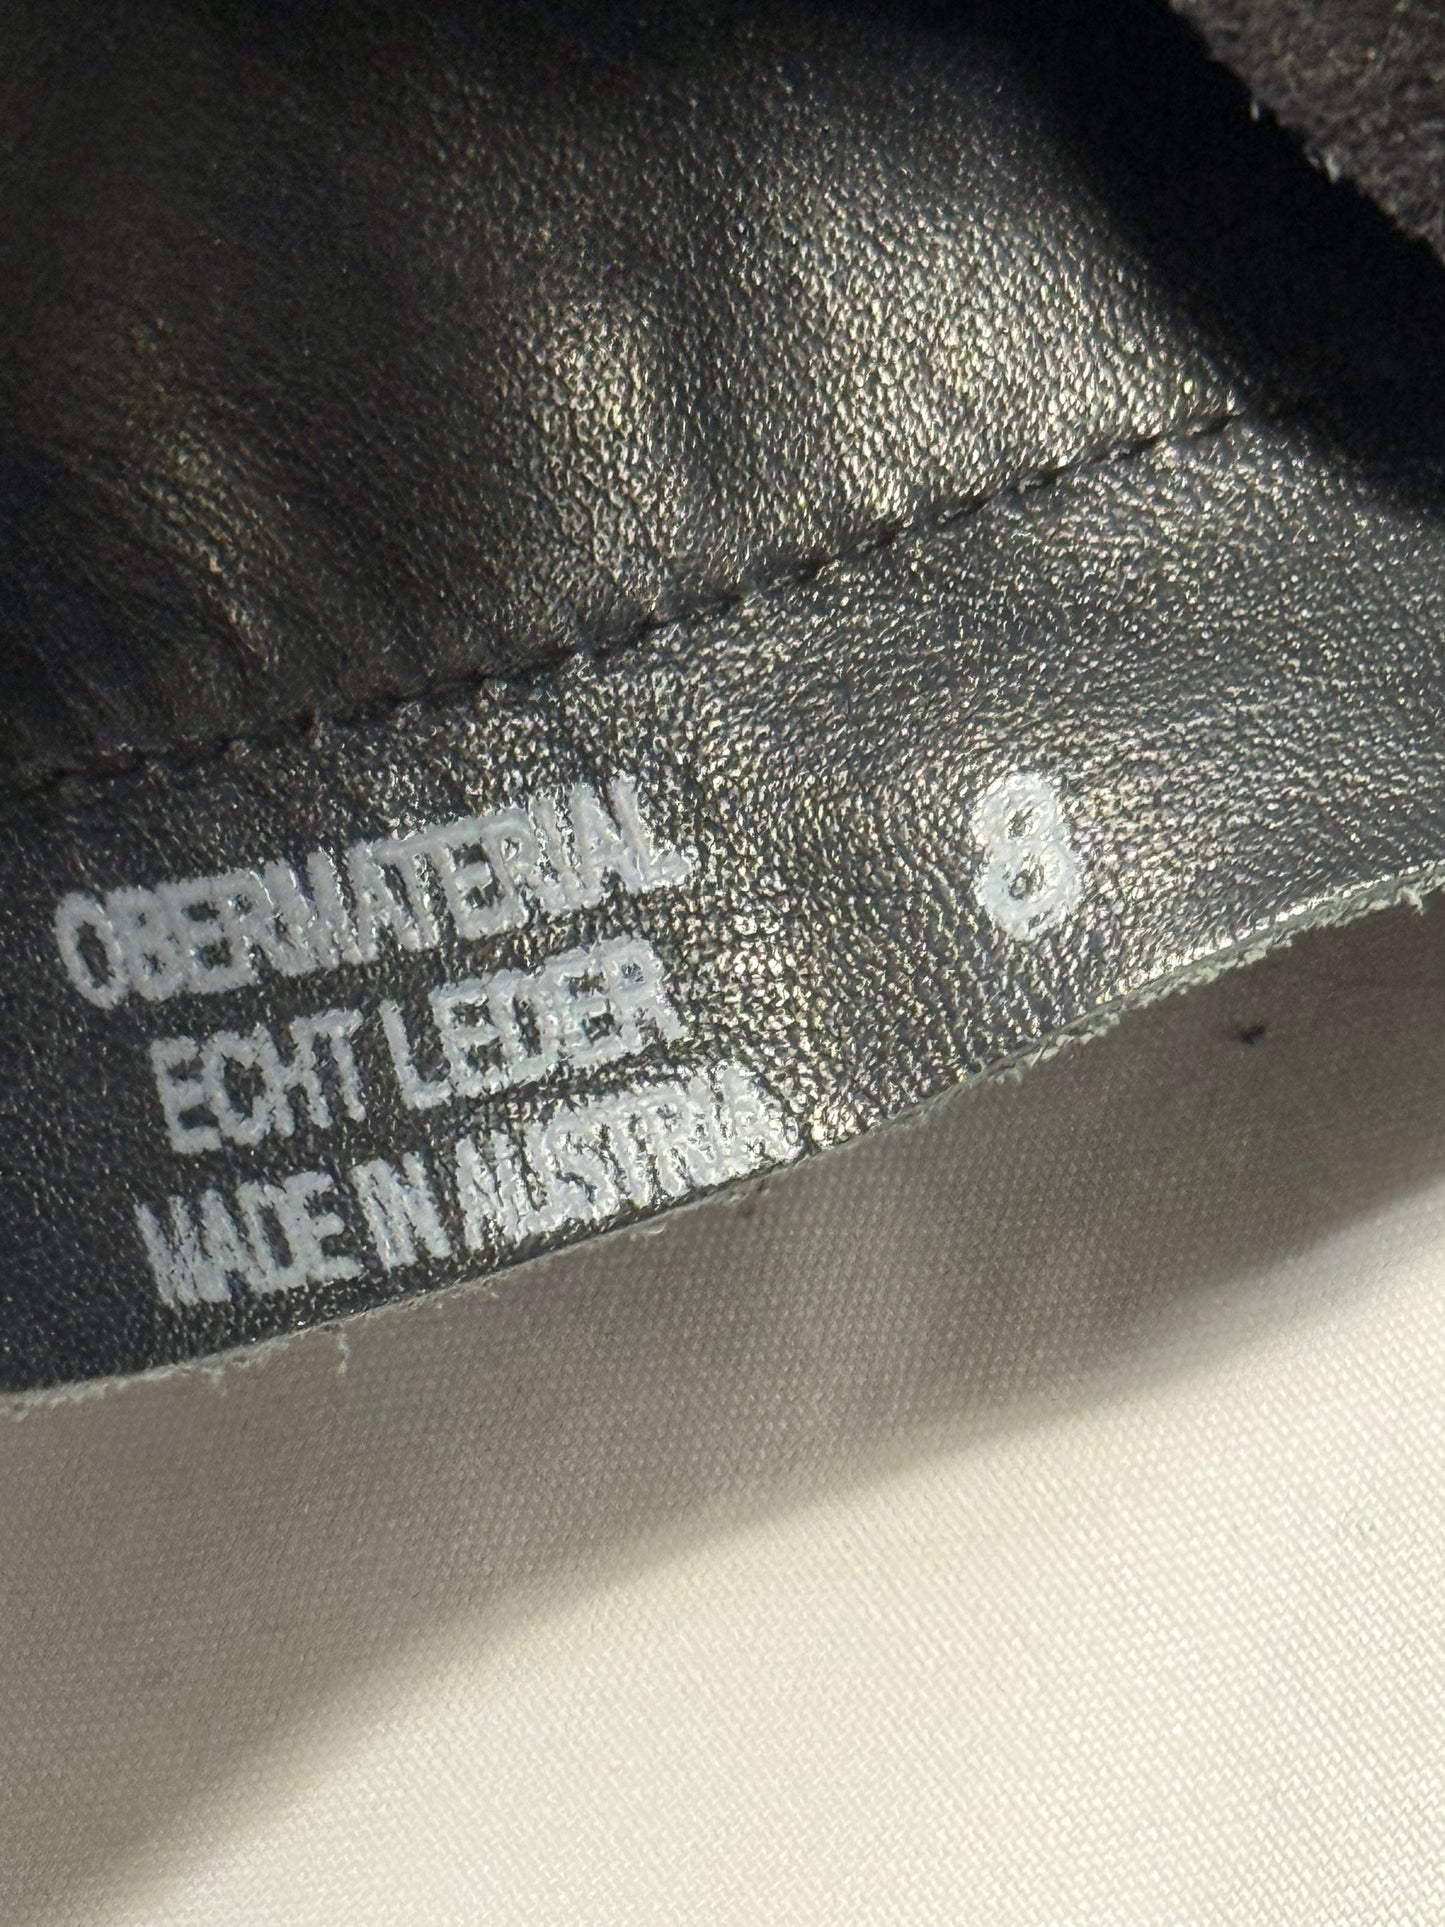 OBERMATERIAL
ECHT LEDER
MADE IN AUSTRIA
8